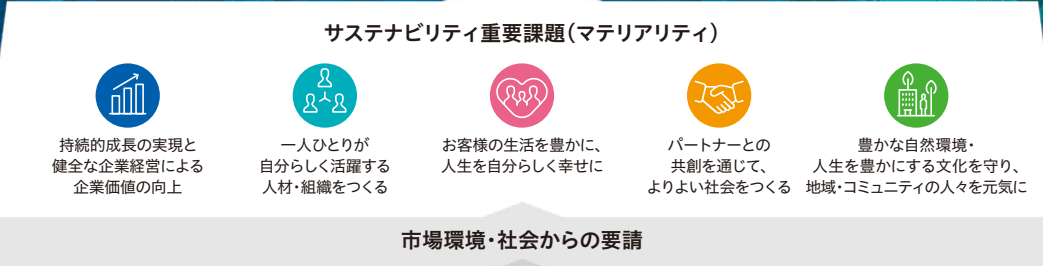 サステナビリティ重要課題（マテリアリティ）
持続的成長の実現と
健全な企業経営による
企業価値の向上
一人ひとりが
自分らしく活躍する
人材・組織をつくる
お客様の生活を豊かに、
人生を自分らしく幸せに
パートナーとの
共創を通じて、
よりよい社会をつくる
豊かな自然環境・
人生を豊かにする文化を守り、
地域・コミュニティの人々を元気に
市場環境・社会からの要請